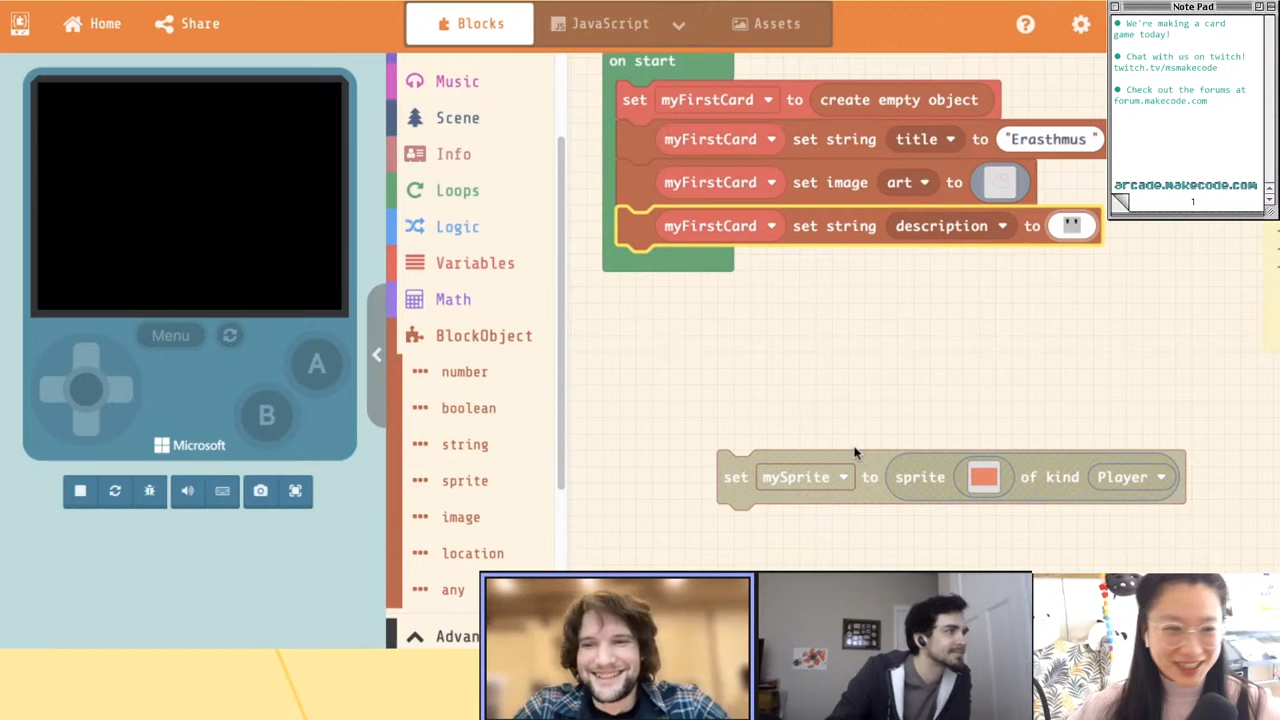 Home
Share
Blocks
JavaScript
Assets
Note Pad
We're making a card
game today!
Chat with us on twitch!
twitch.tv/msmakecode
Check out the forums at
forum.makecode.com
arcade.makecode.com
1
Menu
A
B
Microsoft
Music
Scene
Info
Loops
Logic
Variables
Math
BlockObject
number
boolean
string
sprite
image
location
any
Advan
on start
set myFirstCard to create empty object
myFirstCard set string title to "Erasthmus "
myFirstCard set image art to
myFirstCard set string description to " "
set mySprite to sprite of kind Player